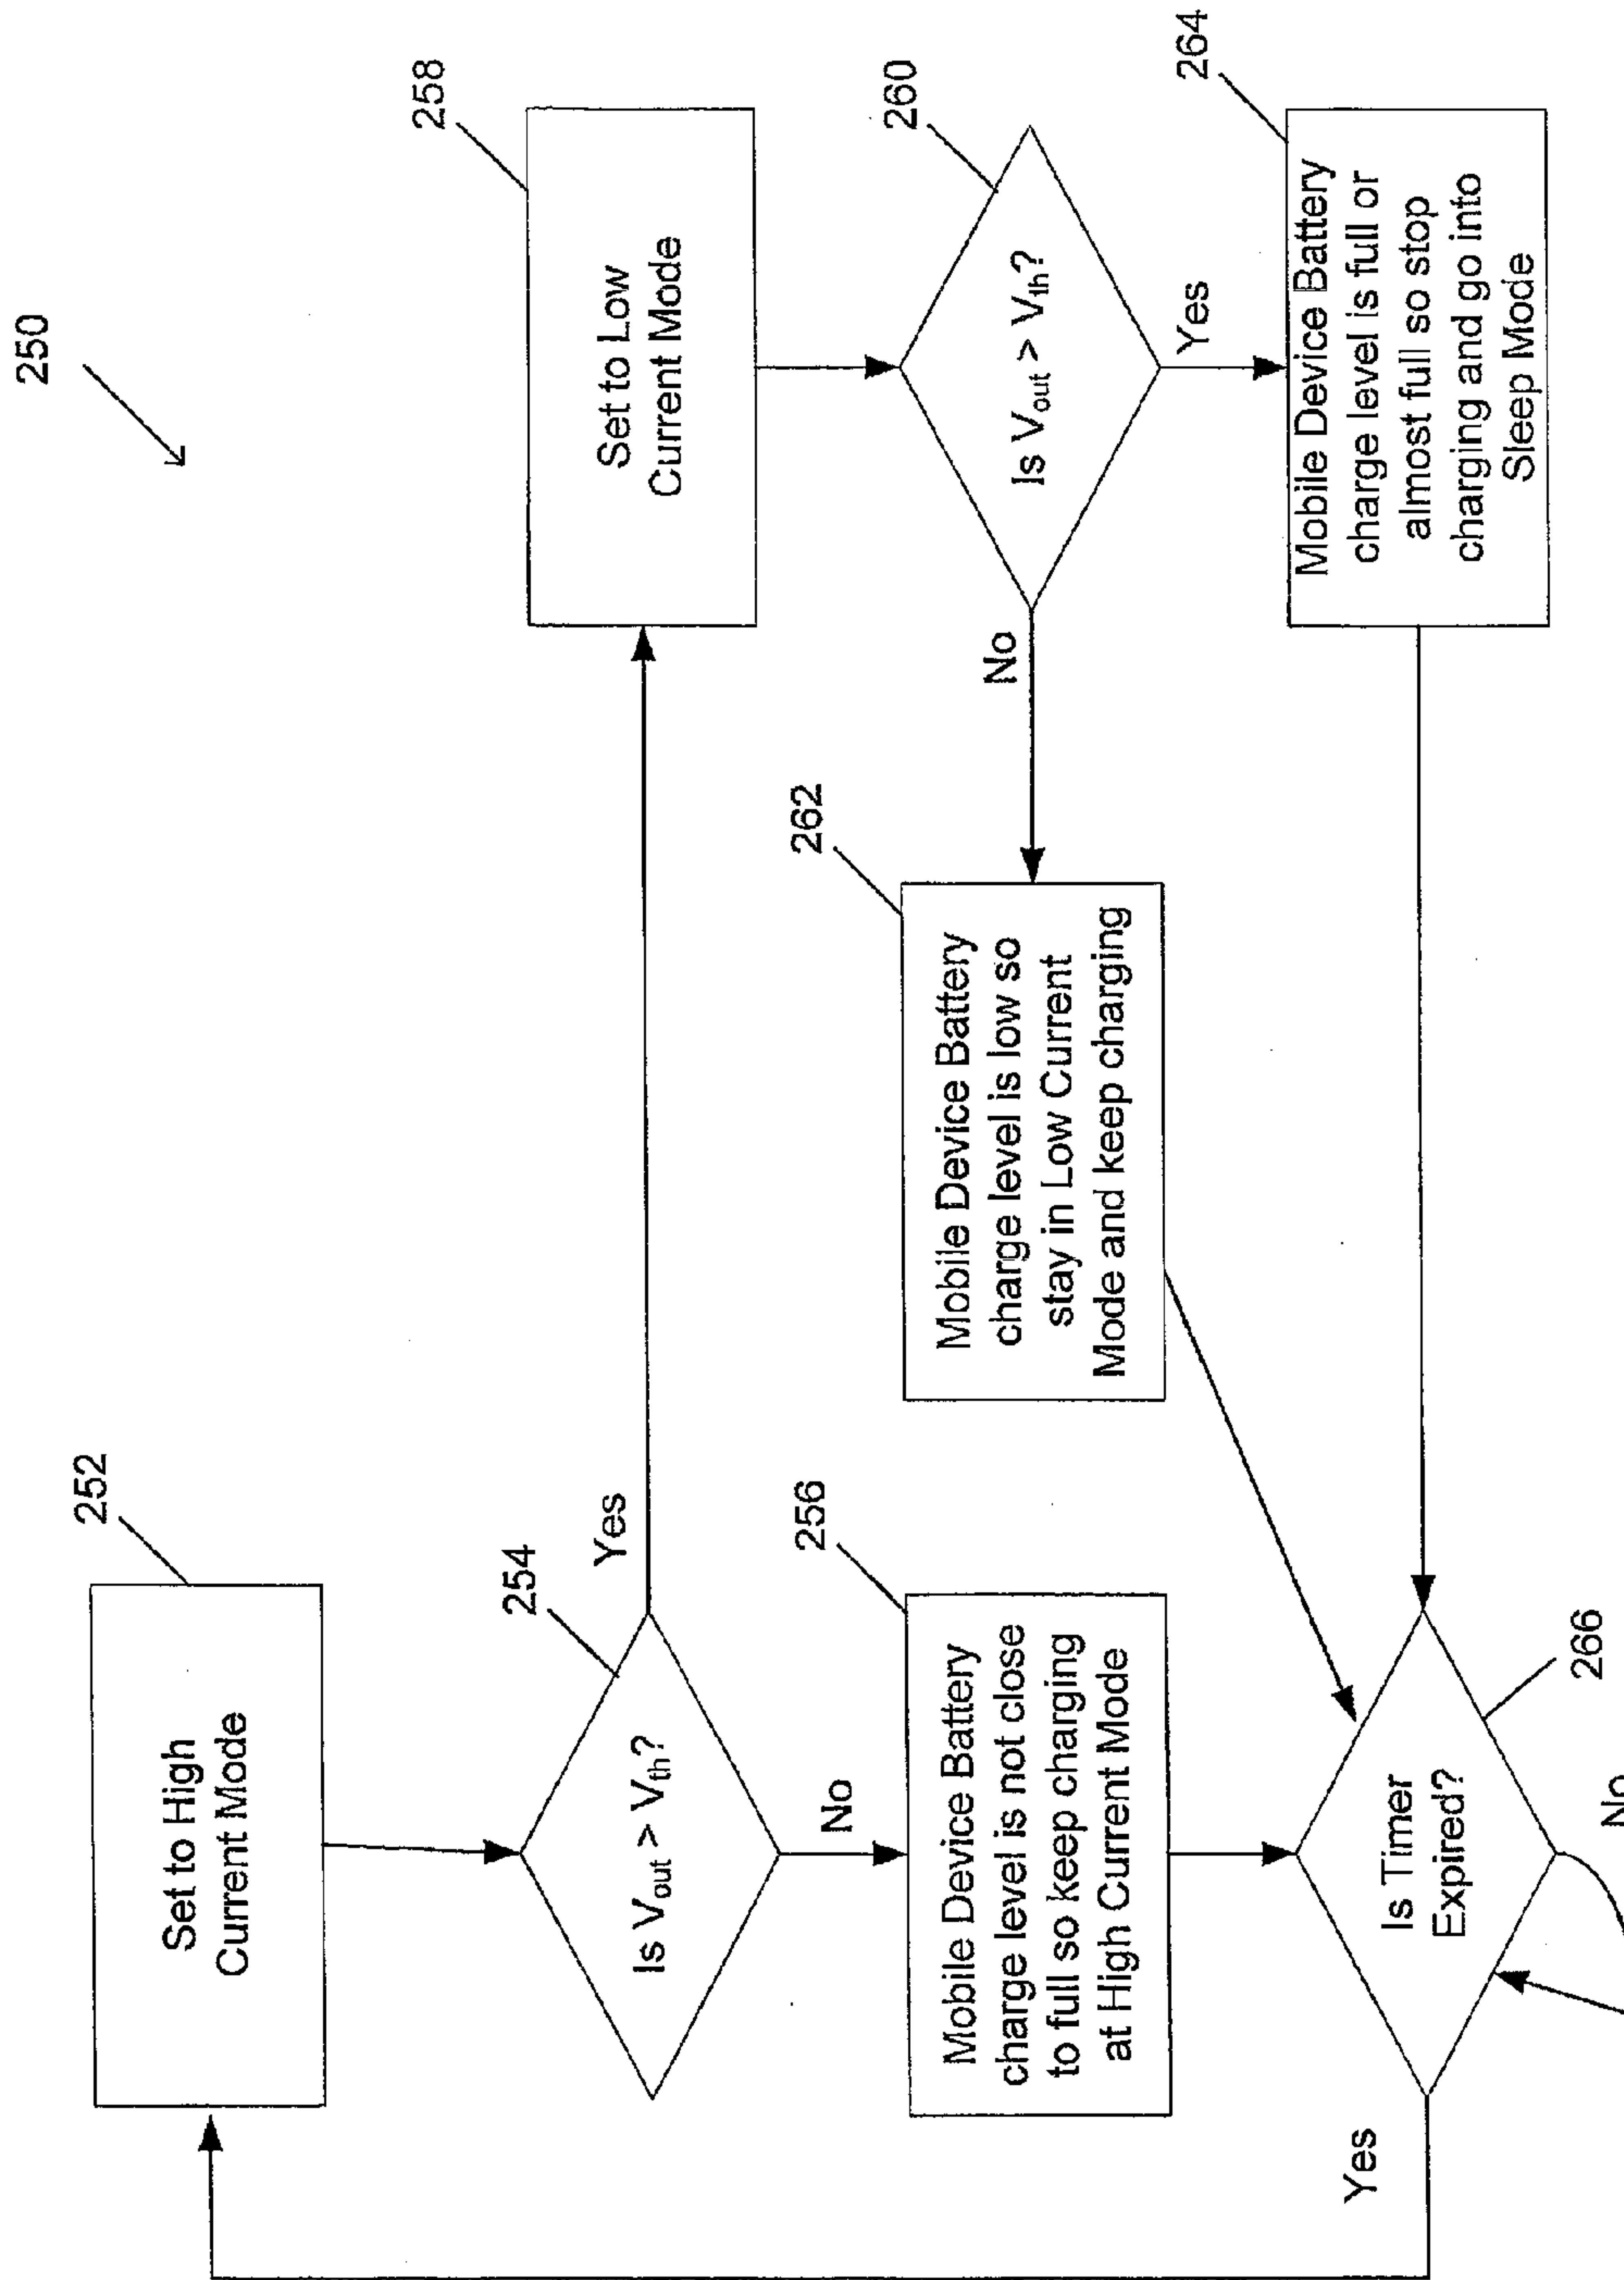 250
252
Set to High
Current Mode
254
Is Vout > Vth?
Yes
No
256
Mobile Device Battery
charge level is not close
to full so keep charging
at High Current Mode
258
Set to Low
Current Mode
260
Is Vout > Vth?
No
Yes
262
Mobile Device Battery
charge level is low so
stay in Low Current
Mode and keep charging
264
Mobile Device Battery
charge level is full or
almost full so stop
charging and go into
Sleep Mode
266
Is Timer
Expired?
Yes
No